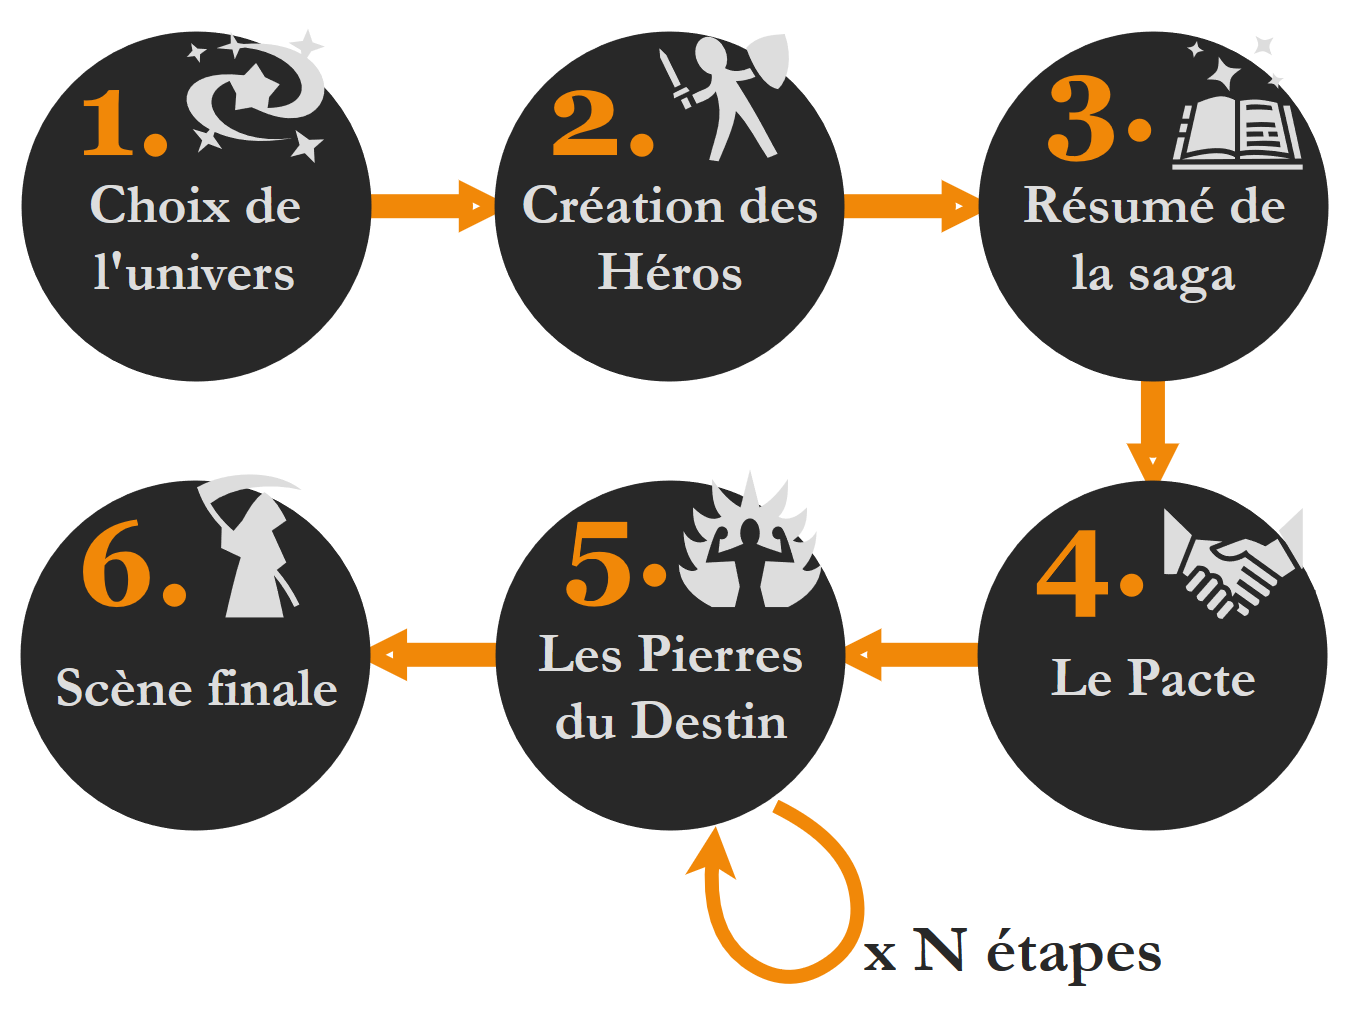 1.
Choix de
l'univers
2.
Création des
Héros
3.
Résumé de
la saga
4.
Le Pacte
5.
Les Pierres
du Destin
6.
Scène finale
x N étapes